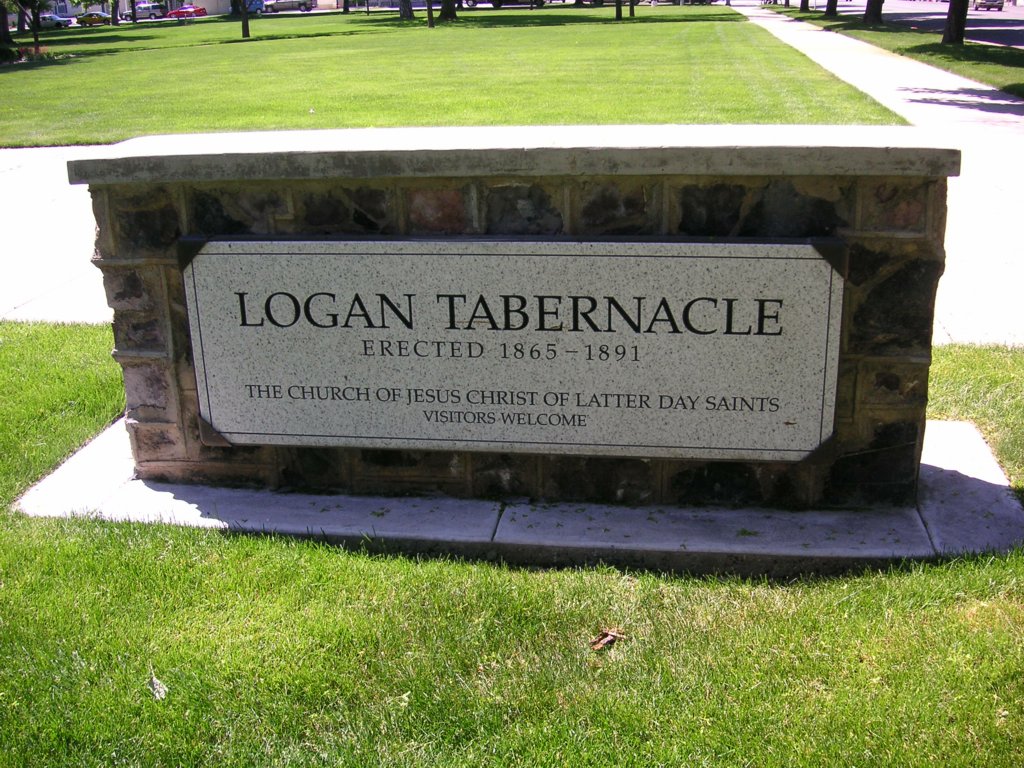 LOGAN TABERNACLE
ERECTED 1865–1891
THE CHURCH OF JESUS CHRIST OF LATTER DAY SAINTS
VISITORS WELCOME